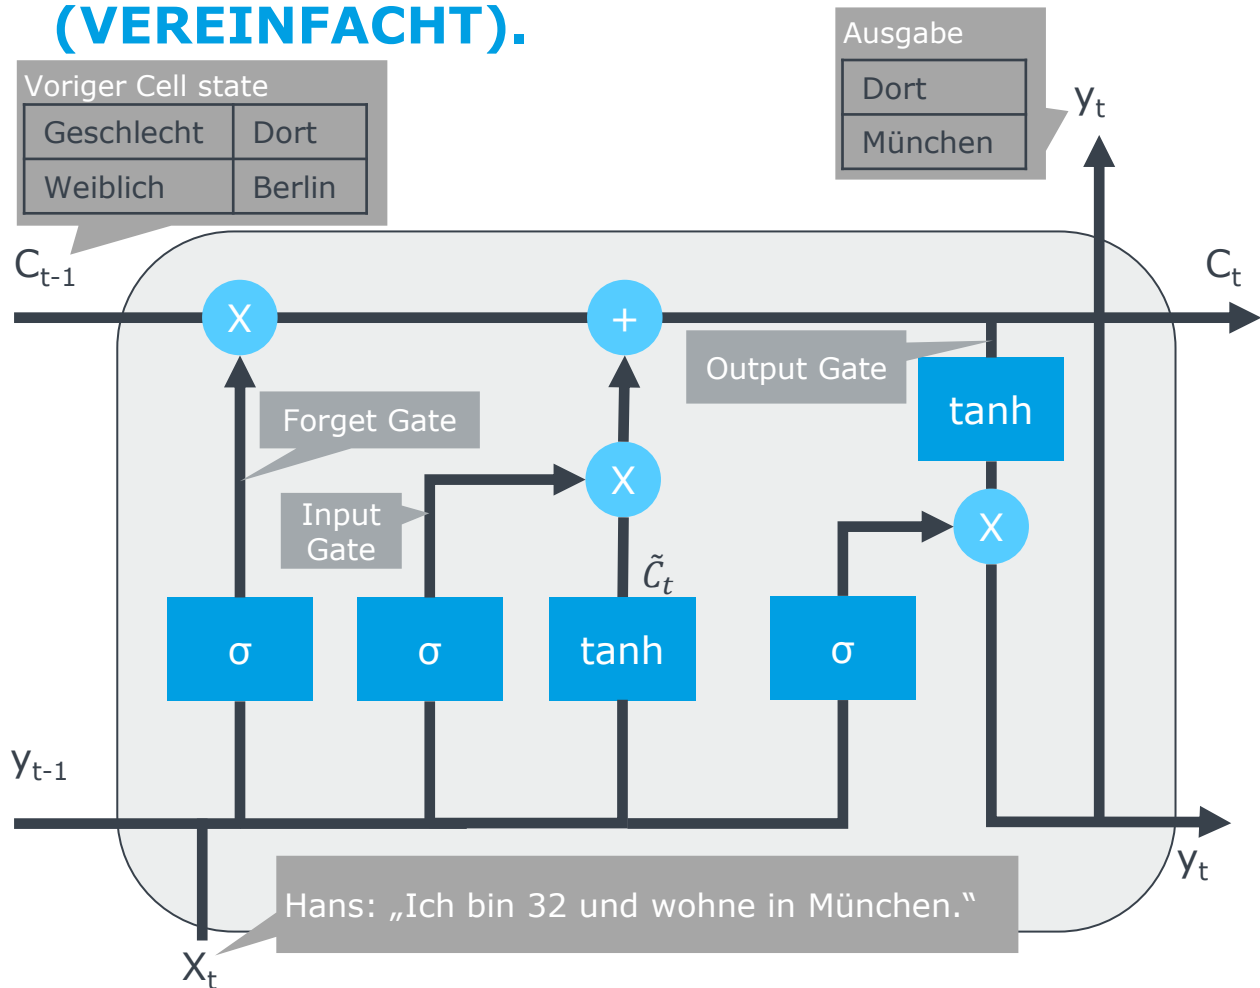 (VEREINFACHT).
Ausgabe
Dort
München
Voriger Cell state
Geschlecht Dort
Weiblich Berlin
yt
Ct-1
Ct
X
+
Output Gate
tanh
Forget Gate
X
Input
Gate
X
C̃t
σ
σ
tanh
σ
yt-1
yt
Hans: „Ich bin 32 und wohne in München.“
Xt